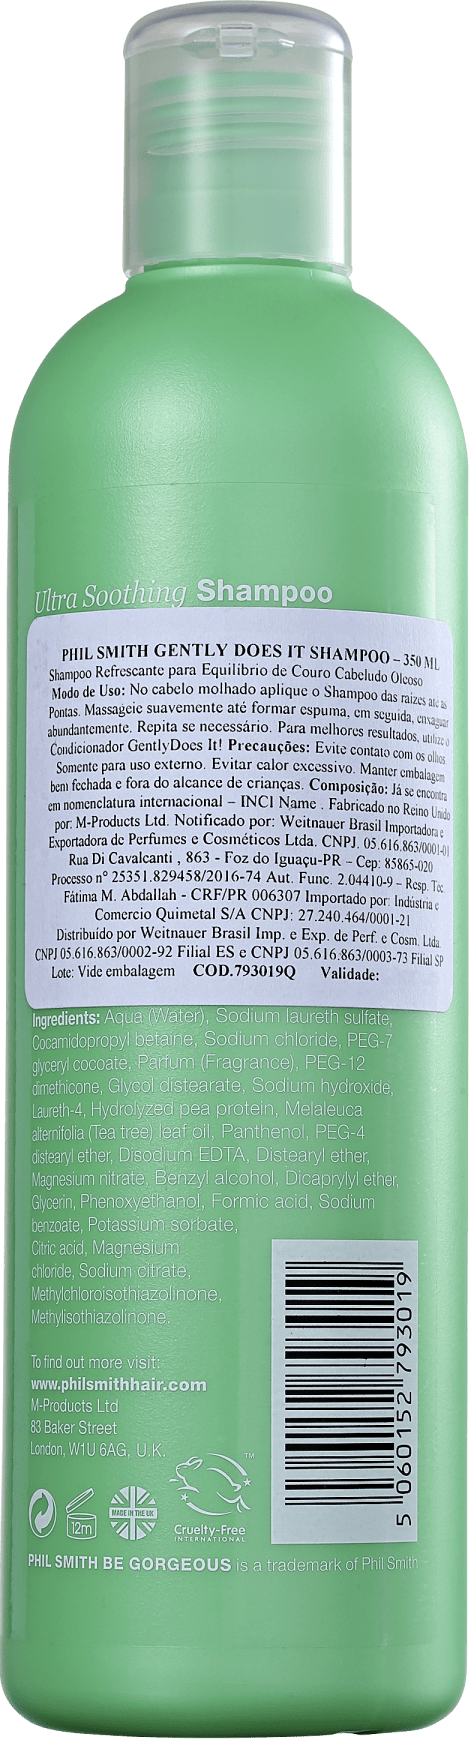 Ultra Soothing Shampoo
PHIL SMITH GENTLY DOES IT SHAMPOO – 350 ML
Shampoo Refrescante para Equilibrio de Couro Cabeludo Oleoso
Modo de Uso: No cabelo molhado aplique o Shampoo das raizes até as
Pontas. Massageie suavemente até formar espuma, em seguida, enxaguar
abundantemente. Repita se necessário. Para melhores resultados, utilize o
Condicionador GentlyDoes It! Precauções: Evite contato com os olhos
Somente para uso externo. Evitar calor excessivo. Manter embalagem
bem fechada e fora do alcance de crianças. Composição: Já se encontra
em nomenclatura internacional – INCI Name . Fabricado no Reino Unido
por: M-Products Ltd. Notificado por: Weitnauer Brasil Importadora e
Exportadora de Perfumes e Cosméticos Ltda. CNPJ. 05.616.863/0001-01
Rua Di Cavalcanti , 863 - Foz do Iguaçu-PR – Cep: 85865-020
Processo nº 25351.829458/2016-74 Aut. Func. 2.04410-9 – Resp. Tec.
Fátima M. Abdallah - CRF/PR 006307 Importado por: Indústria e
Comercio Quimetal S/A CNPJ: 27.240.464/0001-21
Distribuído por Weitnauer Brasil Imp. e Exp. de Perf. e Cosm. Ltda.
CNPJ 05.616.863/0002-92 Filial ES e CNPJ 05.616.863/0003-73 Filial SP
Lote: Vide embalagem COD.793019Q Validade:
Ingredients: Aqua (Water), Sodium laureth sulfate,
Cocamidopropyl betaine, Sodium chloride, PEG-7
glyceryl cocoate, Parfum (Fragrance), PEG-12
dimethicone, Glycol distearate, Sodium hydroxide,
Laureth-4, Hydrolyzed pea protein, Melaleuca
alternifolia (Tea tree) leaf oil, Panthenol, PEG-4
distearyl ether, Disodium EDTA, Distearyl ether,
Magnesium nitrate, Benzyl alcohol, Dicaprylyl ether,
Glycerin, Phenoxyethanol, Formic acid, Sodium
benzoate, Potassium sorbate,
Citric acid, Magnesium
chloride, Sodium citrate,
Methylchloroisothiazolinone,
Methylisothiazolinone.
To find out more visit:
www.philsmithhair.com
M-Products Ltd
83 Baker Street
London, W1U 6AG, U.K.
5 060152 793019
12m
MADE IN THE UK
TM
Cruelty-Free
INTERNATIONAL
PHIL SMITH BE GORGEOUS is a trademark of Phil Smith